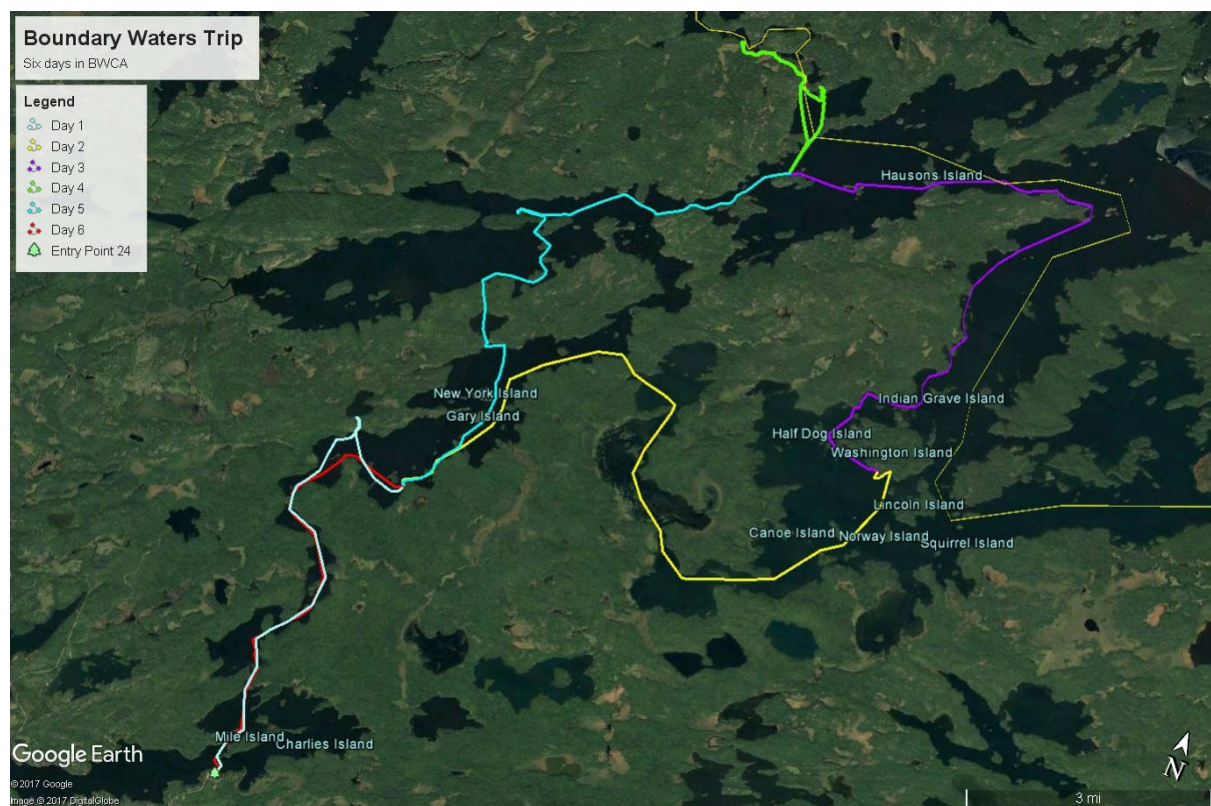 Boundary Waters Trip
Six days in BWCA
Legend
Day 1
Day 2
Day 3
Day 4
Day 5
Day 6
Entry Point 24
Hausons Island
New York Island
Gary Island
Indian Grave Island
Half Dog Island
Washington Island
Lincoln Island
Canoe Island
Norway Island
Squirrel Island
Mile Island
Charlies Island
Google Earth
© 2017 Google
Image © 2017 DigitalGlobe
N
3 mi